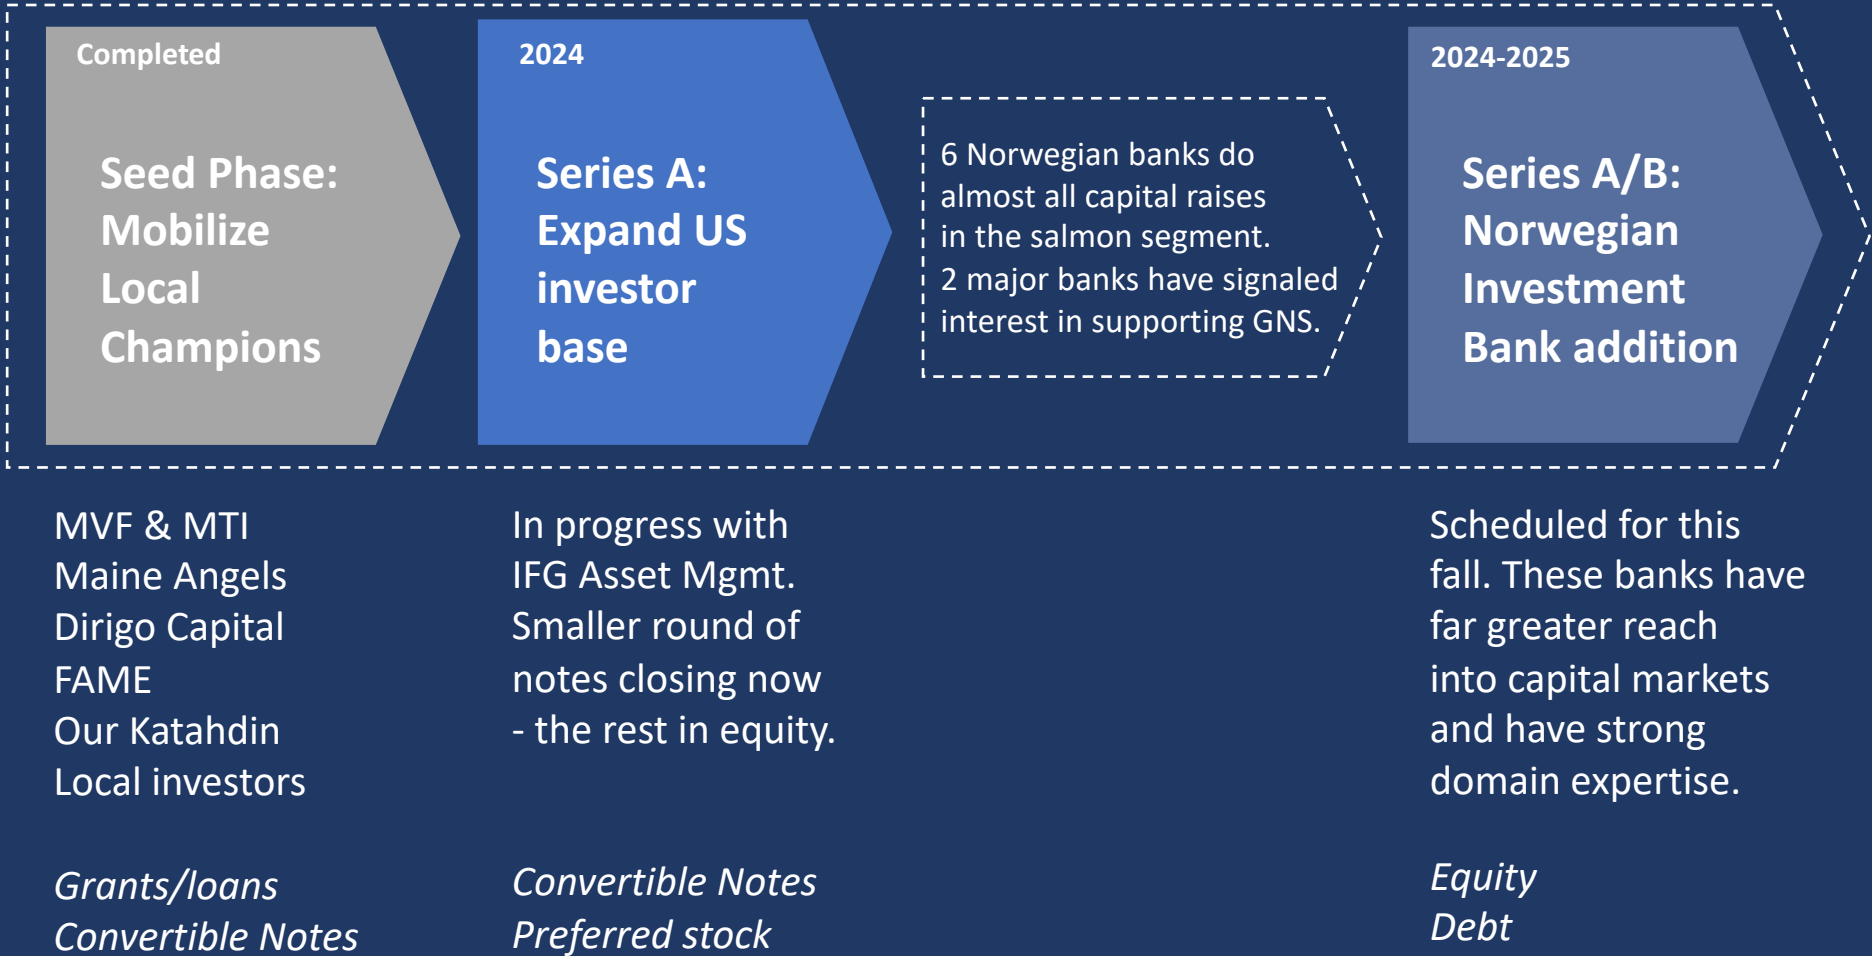 Completed
Seed Phase:
Mobilize
Local
Champions
2024
Series A:
Expand US
investor
base
6 Norwegian banks do
almost all capital raises
in the salmon segment.
2 major banks have signaled
interest in supporting GNS.
2024-2025
Series A/B:
Norwegian
Investment
Bank addition
MVF & MTI
Maine Angels
Dirigo Capital
FAME
Our Katahdin
Local investors
Grants/loans
Convertible Notes
In progress with
IFG Asset Mgmt.
Smaller round of
notes closing now
- the rest in equity.
Convertible Notes
Preferred stock
Scheduled for this
fall. These banks have
far greater reach
into capital markets
and have strong
domain expertise.
Equity
Debt